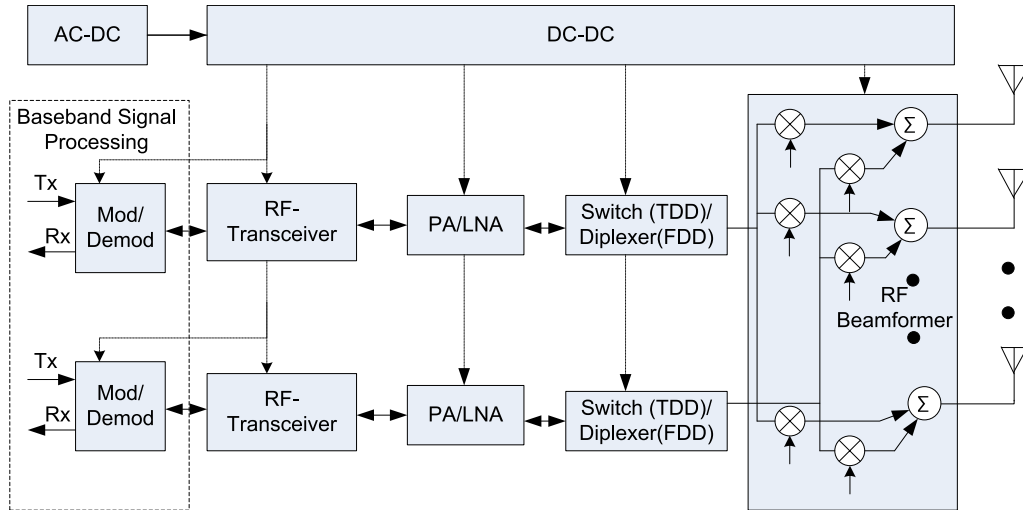 AC-DC
DC-DC
Baseband Signal
Processing
Tx
Rx
Mod/
Demod
RF-
Transceiver
PA/LNA
Switch (TDD)/
Diplexer(FDD)
Σ
Σ
RF
Beamformer
Tx
Rx
Mod/
Demod
RF-
Transceiver
PA/LNA
Switch (TDD)/
Diplexer(FDD)
Σ